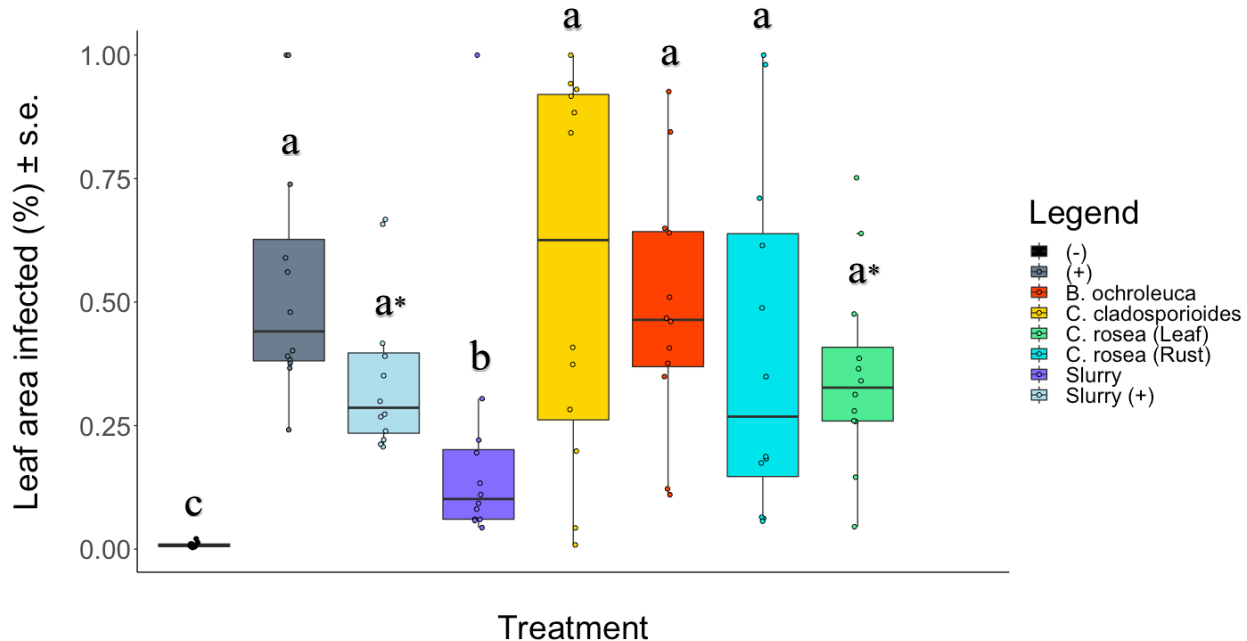 a
a
a
1.00
a
0.75
a*
a*
0.50
b
0.25
c
0.00
Leaf area infected (%) ± s.e.
Treatment
Legend
(-)
(+)
B. ochroleuca
C. cladosporioides
C. rosea (Leaf)
C. rosea (Rust)
Slurry
Slurry (+)